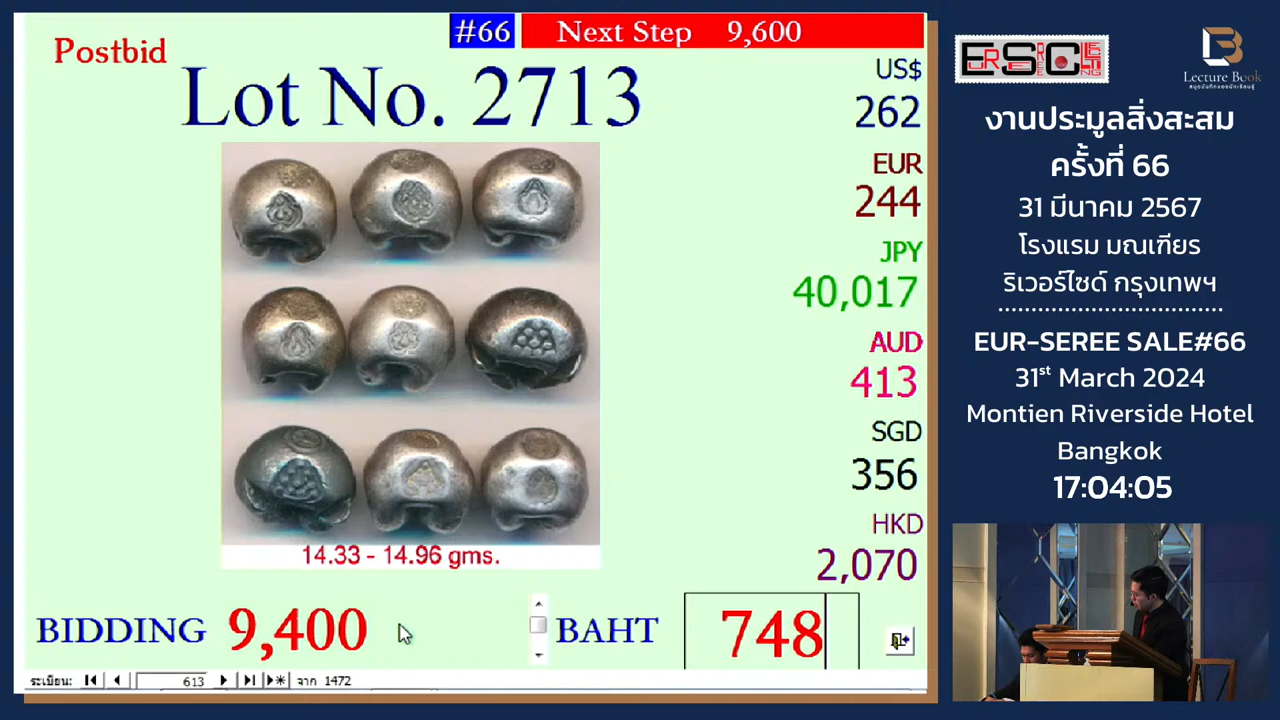 Postbid
#66
Next Step 9,600
Lot No. 2713
US$
262
EUR
244
JPY
40,017
AUD
413
SGD
356
HKD
2,070
14.33 - 14.96 gms.
BIDDING 9,400
BAHT 748
ระเบียน: 613 จาก 1472
Lecture Book
งานประมูลสิ่งสะสม
ครั้งที่ 66
31 มีนาคม 2567
โรงแรม มณเฑียร
ริเวอร์ไซด์ กรุงเทพฯ
EUR-SEREE SALE#66
31st March 2024
Montien Riverside Hotel
Bangkok
17:04:05